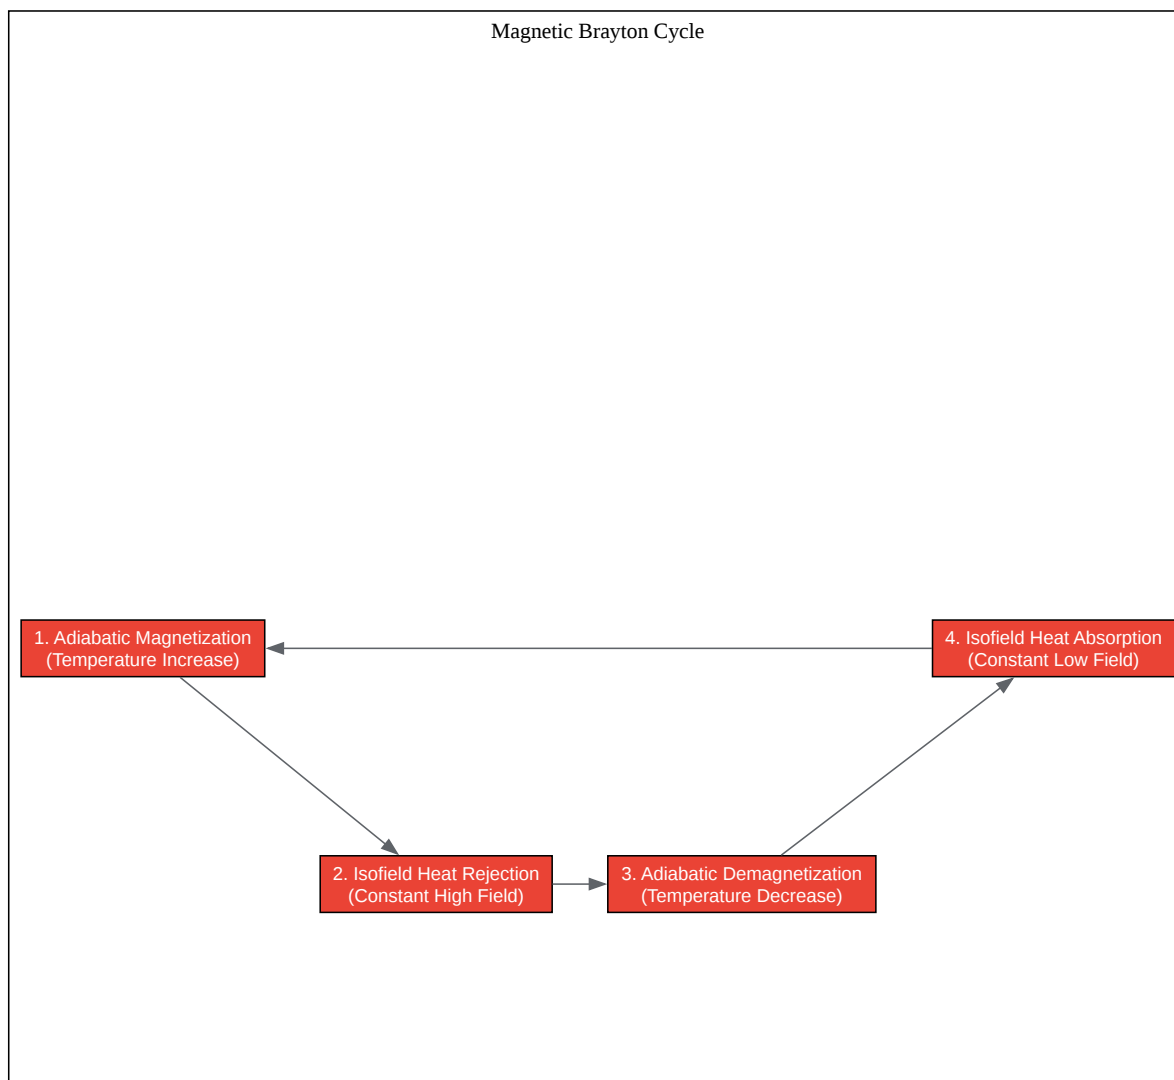 Magnetic Brayton Cycle
1. Adiabatic Magnetization
(Temperature Increase)
4. Isofield Heat Absorption
(Constant Low Field)
2. Isofield Heat Rejection
(Constant High Field)
3. Adiabatic Demagnetization
(Temperature Decrease)